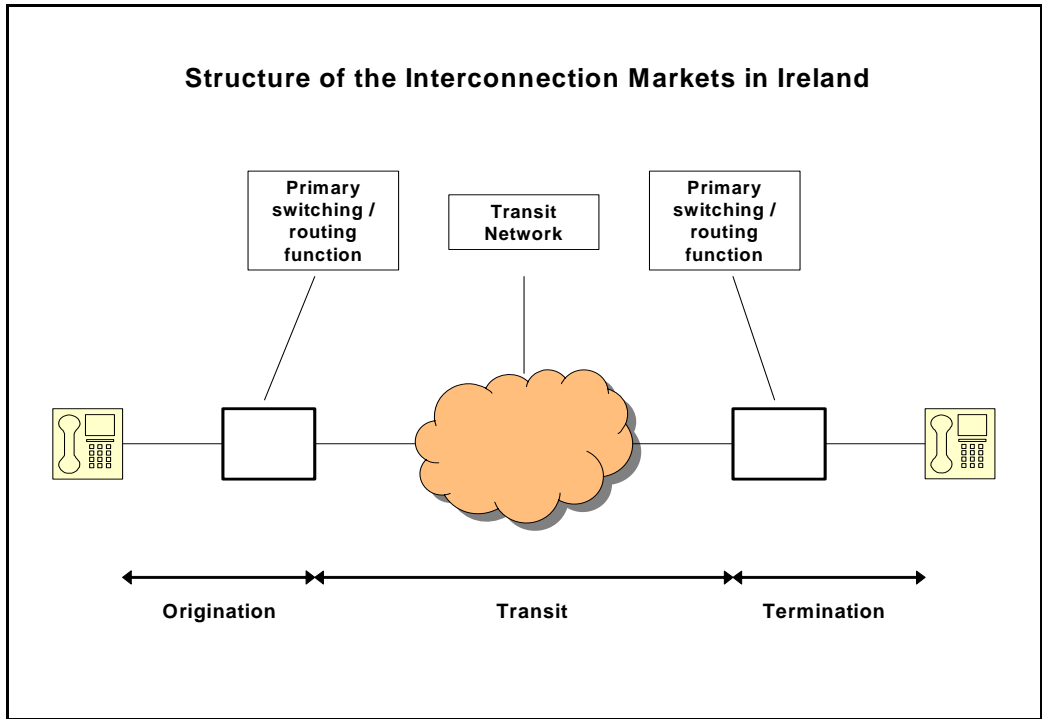 Structure of the Interconnection Markets in Ireland
Primary
switching /
routing
function
Transit
Network
Primary
switching /
routing
function
Origination
Transit
Termination